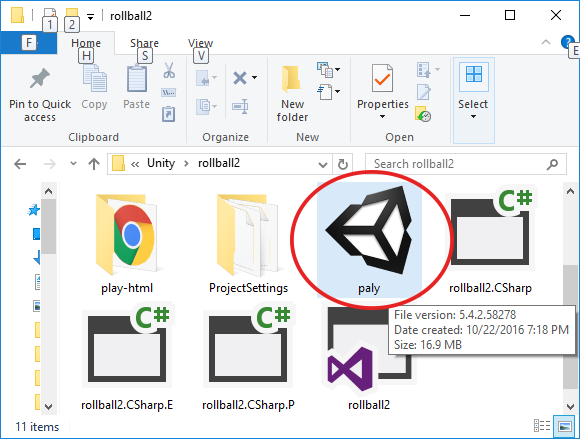 rollball2
1
2
F
Home
Share
View
H
S
V
E
Pin to Quick
access
Copy
Paste
New
folder
Properties
Select
Clipboard
Organize
New
Open
« Unity > rollball2
Search rollball2
play-html
ProjectSettings
paly
C#
rollball2.CSharp
File version: 5.4.2.58278
Date created: 10/22/2016 7:18 PM
Size: 16.9 MB
C#
C#
rollball2.CSharp.E
rollball2.CSharp.P
rollball2
11 items